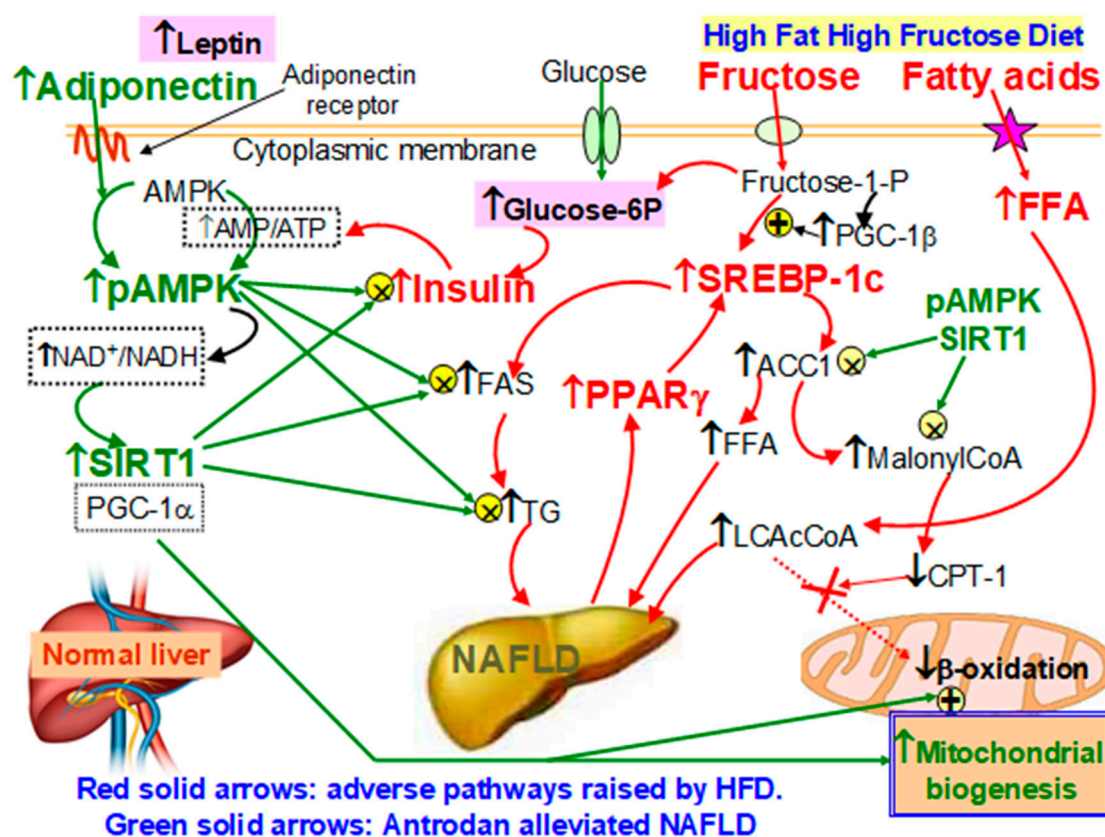 ↑Leptin
High Fat High Fructose Diet
↑Adiponectin
Adiponectin
receptor
Glucose
Fructose
Fatty acids
Cytoplasmic membrane
AMPK
↑AMP/ATP
↑Glucose-6P
Fructose-1-P
↑PGC-1β
↑FFA
↑pAMPK
↑Insulin
↑SREBP-1c
pAMPK
SIRT1
↑NAD⁺/NADH
↑FAS
↑PPARγ
↑ACC1
↑FFA
↑MalonylCoA
↑SIRT1
PGC-1α
↑TG
↑LCAcCoA
↓CPT-1
Normal liver
NAFLD
↓β-oxidation
↑Mitochondrial
biogenesis
Red solid arrows: adverse pathways raised by HFD.
Green solid arrows: Antrodan alleviated NAFLD